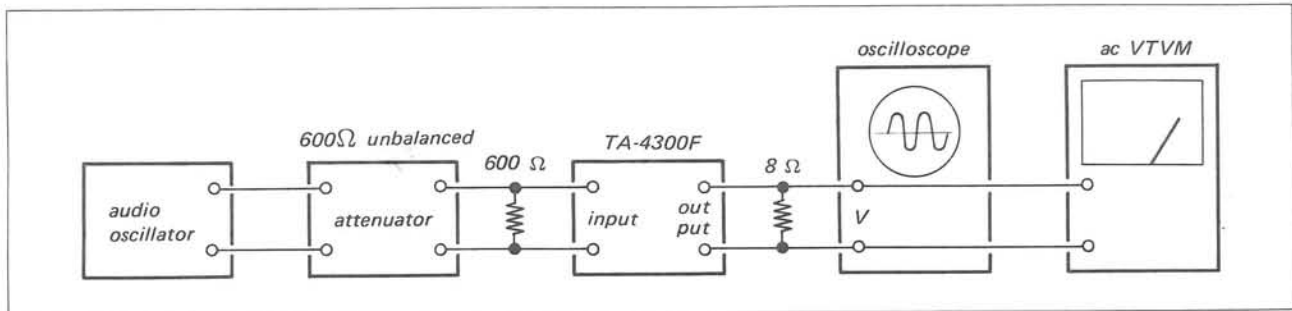 oscilloscope
ac VTVM
600Ω unbalanced
600 Ω
TA-4300F
8 Ω
audio
oscillator
attenuator
input
out
put
V